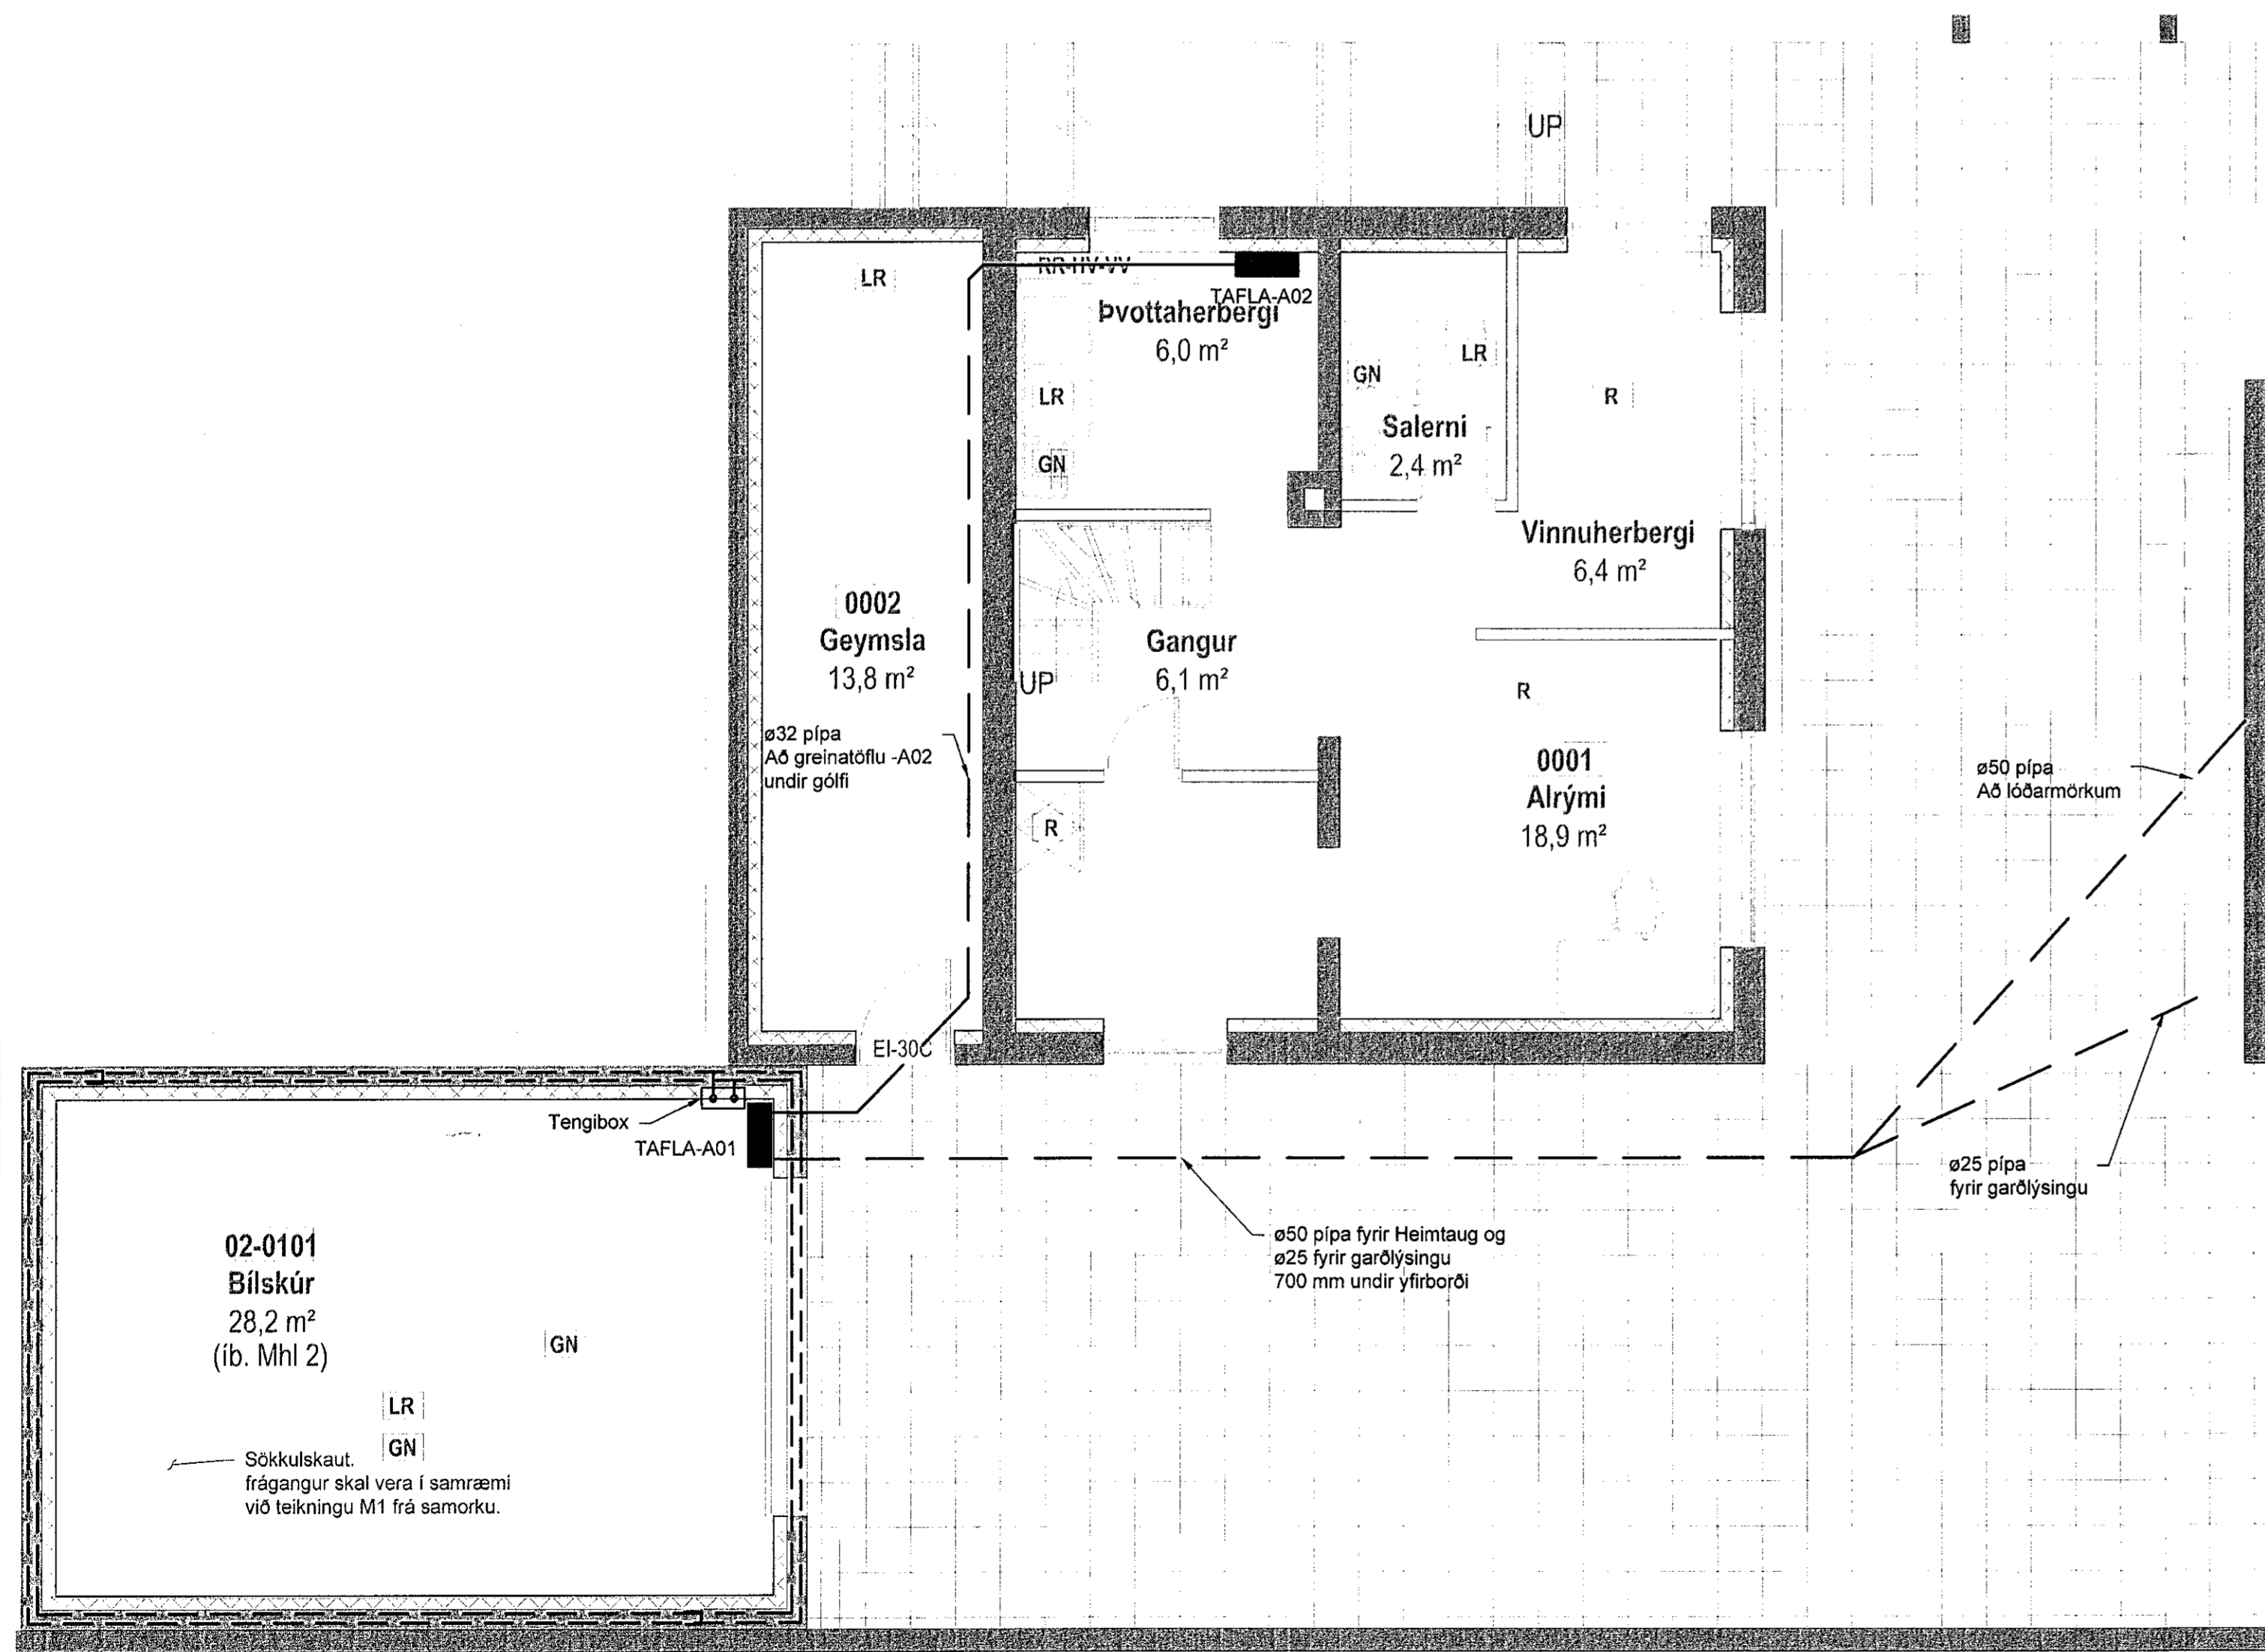 UP
RR-HV-VV
TAFLA-A02
Þvottaherbergi
6,0 m²
LR
LR
GN
GN
LR
Salerni
2,4 m²
R
Vinnuherbergi
6,4 m²
0002
Geymsla
13,8 m²
UP
Gangur
6,1 m²
R
ø32 pípa
Að greinatöflu -A02
undir gólfi
0001
Alrými
18,9 m²
R
ø50 pípa
Að lóðarmörkum
EI-30C
Tengibox
TAFLA-A01
ø25 pípa
fyrir garðlýsingu
ø50 pípa fyrir Heimtaug og
ø25 fyrir garðlýsingu
700 mm undir yfirborði
02-0101
Bílskúr
28,2 m²
(íb. Mhl 2)
GN
LR
GN
Sökkulskaut.
frágangur skal vera í samræmi
við teikningu M1 frá samorku.